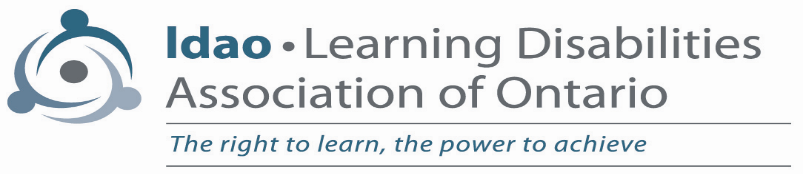 ldao • Learning Disabilities
Association of Ontario
The right to learn, the power to achieve